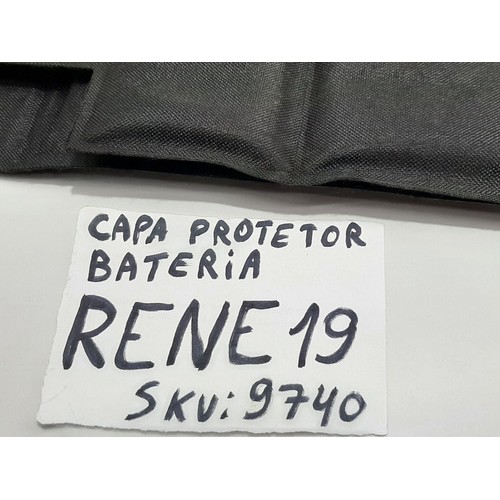 CAPA PROTETOR
BATERiA
RENE 19
SKU: 9740